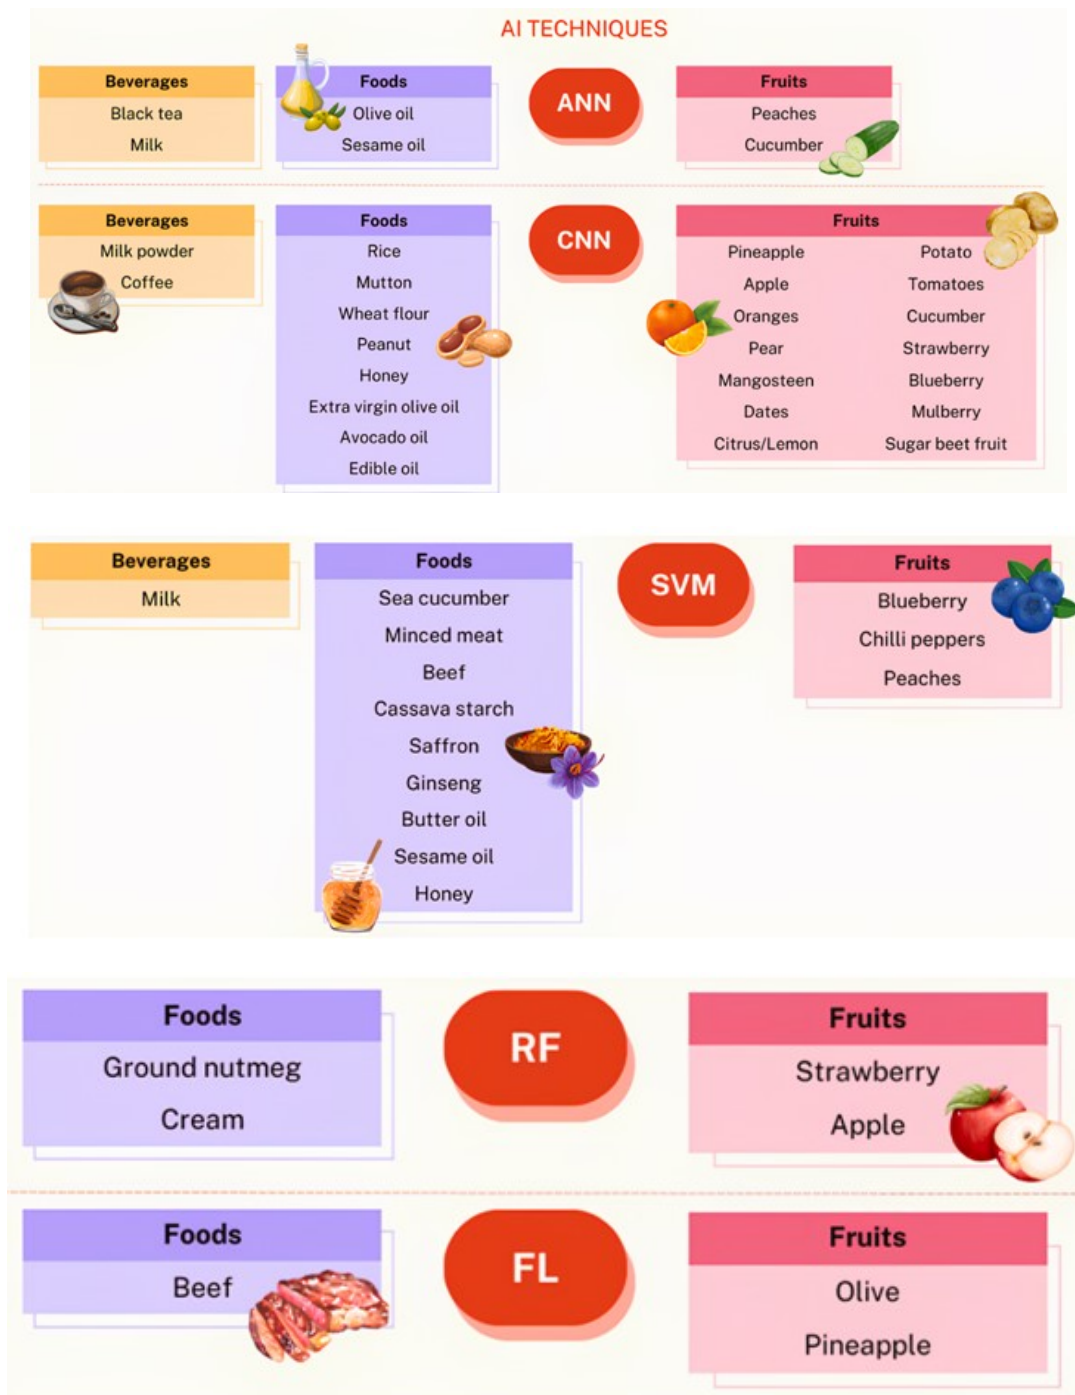 AI TECHNIQUES
Beverages
Black tea
Milk
Foods
Olive oil
Sesame oil
ANN
Fruits
Peaches
Cucumber
Beverages
Milk powder
Coffee
Foods
Rice
Mutton
Wheat flour
Peanut
Honey
Extra virgin olive oil
Avocado oil
Edible oil
CNN
Fruits
Pineapple
Apple
Oranges
Pear
Mangosteen
Dates
Citrus/Lemon
Potato
Tomatoes
Cucumber
Strawberry
Blueberry
Mulberry
Sugar beet fruit
Beverages
Milk
Foods
Sea cucumber
Minced meat
Beef
Cassava starch
Saffron
Ginseng
Butter oil
Sesame oil
Honey
SVM
Fruits
Blueberry
Chilli peppers
Peaches
Foods
Ground nutmeg
Cream
RF
Fruits
Strawberry
Apple
Foods
Beef
FL
Fruits
Olive
Pineapple